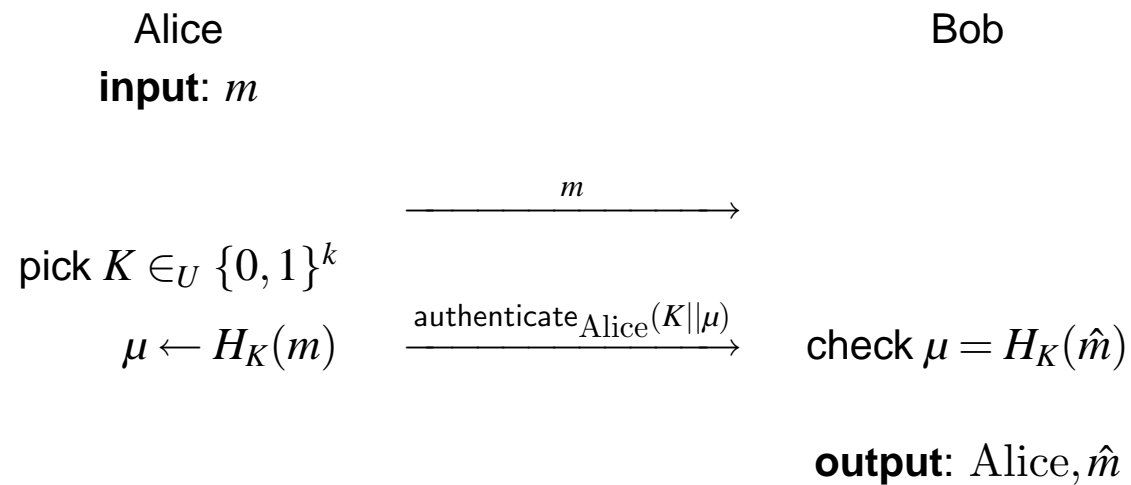 Alice Bob
input: m
m
pick K ∈_U {0,1}^k
authenticate_Alice(K||μ)
μ ← H_K(m) check μ = H_K(m̂)
output: Alice, m̂